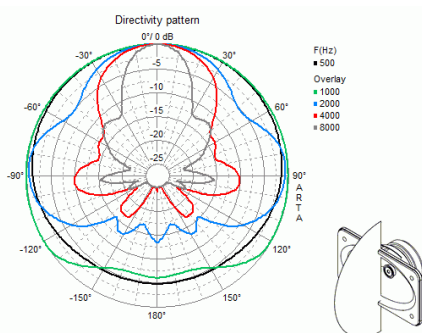 Directivity pattern
0°/ 0 dB
F(Hz)
500
Overlay
1000
2000
4000
8000
-30°
30°
-5
-10
-60°
60°
-15
-20
-25
-90°
90°
A
R
T
A
-120°
120°
-150°
150°
180°